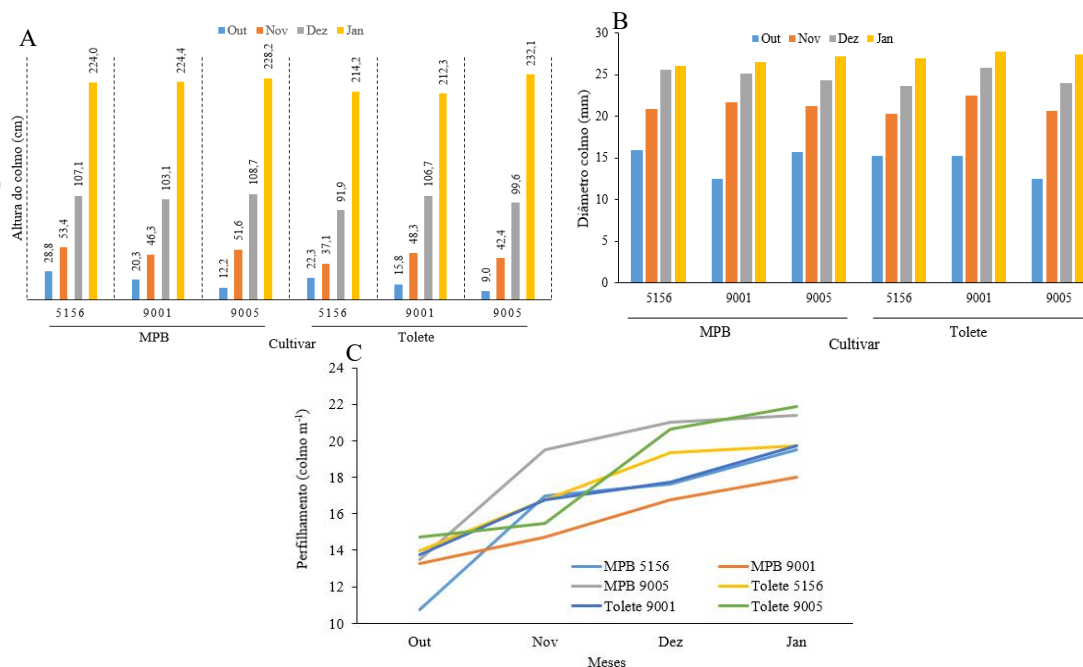 A
Out Nov Dez Jan
Altura do colmo (cm)
28,8 53,4 107,1 224,0
20,3 46,3 103,1 224,4
12,2 51,6 108,7 228,2
22,3 37,1 91,9 214,2
15,8 48,3 106,7 212,3
9,0 42,4 99,6 232,1
5156 9001 9005 5156 9001 9005
MPB Tolete
Cultivar
B
Out Nov Dez Jan
Diâmetro colmo (mm)
30
25
20
15
10
5
0
5156 9001 9005 5156 9001 9005
MPB Tolete
Cultivar
C
Perfilhamento (colmo m⁻¹)
24
22
20
18
16
14
12
10
MPB 5156 MPB 9001
MPB 9005 Tolete 5156
Tolete 9001 Tolete 9005
Out Nov Dez Jan
Meses